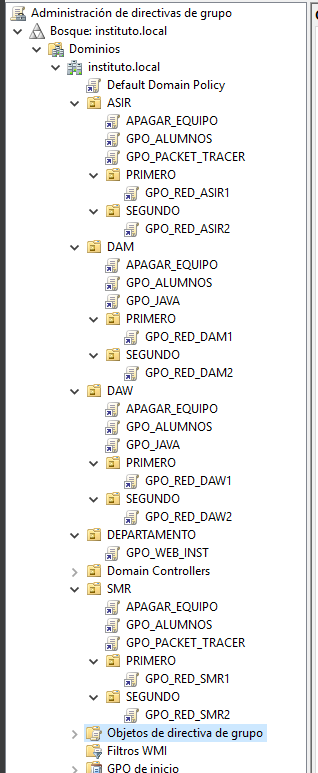 Administración de directivas de grupo
Bosque: instituto.local
Dominios
instituto.local
Default Domain Policy
ASIR
APAGAR_EQUIPO
GPO_ALUMNOS
GPO_PACKET_TRACER
PRIMERO
GPO_RED_ASIR1
SEGUNDO
GPO_RED_ASIR2
DAM
APAGAR_EQUIPO
GPO_ALUMNOS
GPO_JAVA
PRIMERO
GPO_RED_DAM1
SEGUNDO
GPO_RED_DAM2
DAW
APAGAR_EQUIPO
GPO_ALUMNOS
GPO_JAVA
PRIMERO
GPO_RED_DAW1
SEGUNDO
GPO_RED_DAW2
DEPARTAMENTO
GPO_WEB_INST
Domain Controllers
SMR
APAGAR_EQUIPO
GPO_ALUMNOS
GPO_PACKET_TRACER
PRIMERO
GPO_RED_SMR1
SEGUNDO
GPO_RED_SMR2
Objetos de directiva de grupo
Filtros WMI
GPO de inicio